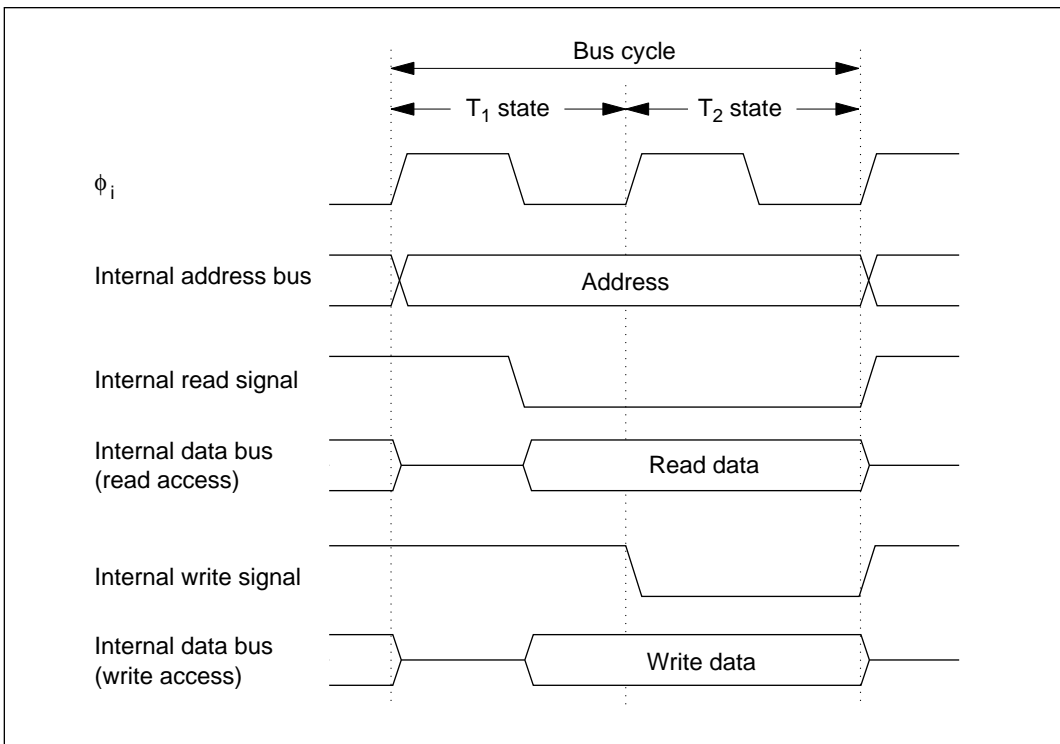 Bus cycle
T1 state
T2 state
ϕi
Internal address bus
Address
Internal read signal
Internal data bus
(read access)
Read data
Internal write signal
Internal data bus
(write access)
Write data